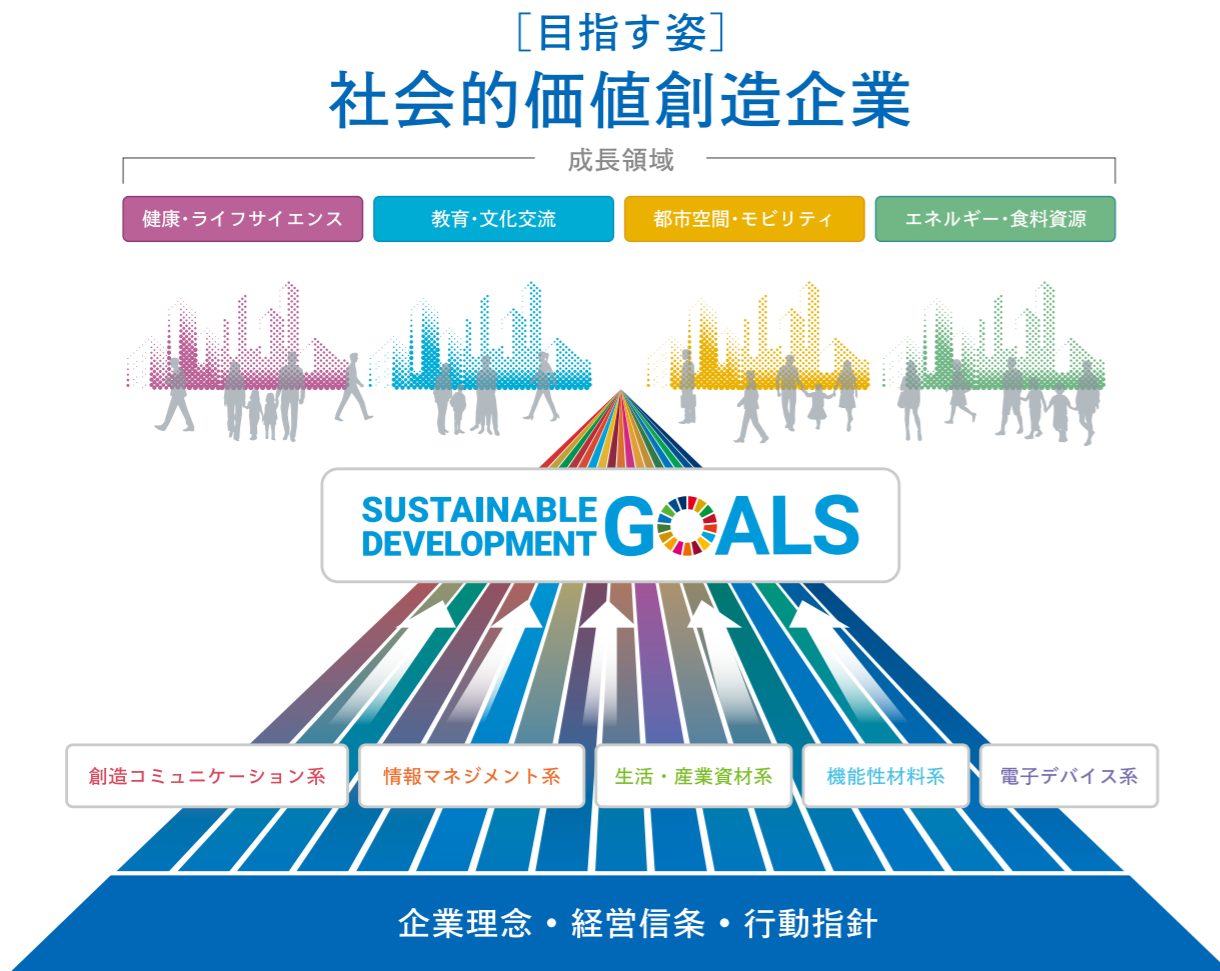 ［目指す姿］
社会的価値創造企業
成長領域
健康・ライフサイエンス
教育・文化交流
都市空間・モビリティ
エネルギー・食料資源
SUSTAINABLE
DEVELOPMENT
GOALS
創造コミュニケーション系
情報マネジメント系
生活・産業資材系
機能性材料系
電子デバイス系
企業理念・経営信条・行動指針